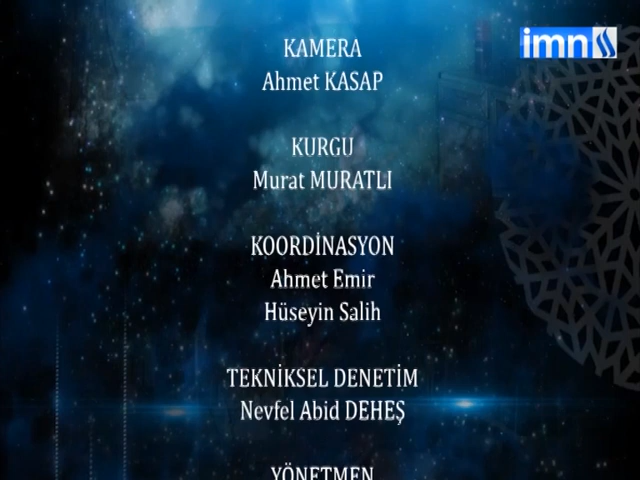 imn
KAMERA
Ahmet KASAP
KURGU
Murat MURATLI
KOORDİNASYON
Ahmet Emir
Hüseyin Salih
TEKNİKSEL DENETİM
Nevfel Abid DEHEŞ
YÖNETMEN